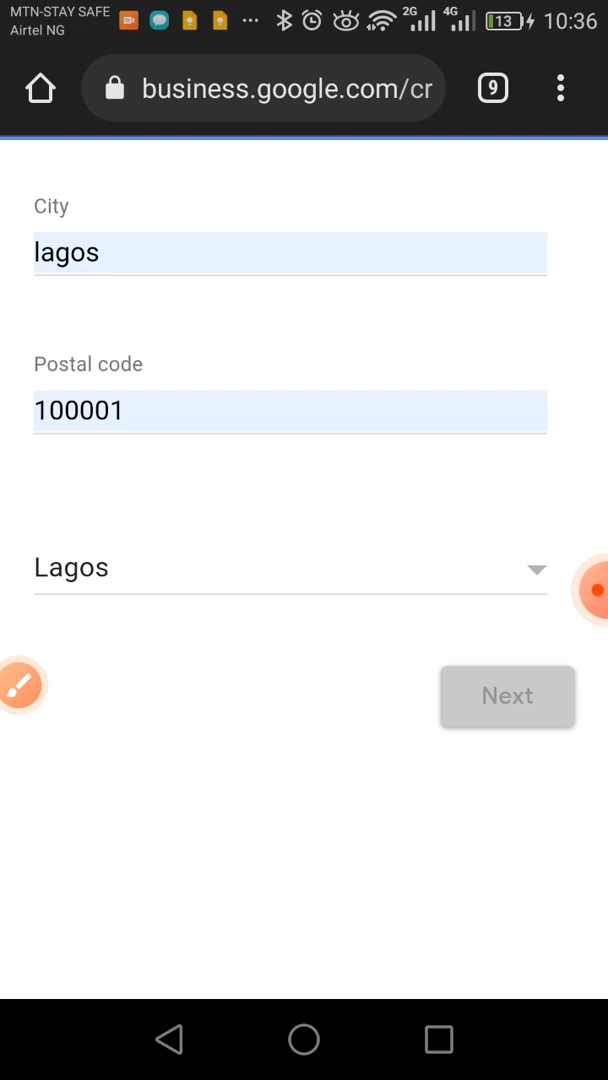 MTN-STAY SAFE
Airtel NG
2G
4G
13
10:36
business.google.com/cr
9
City
lagos
Postal code
100001
Lagos
Next